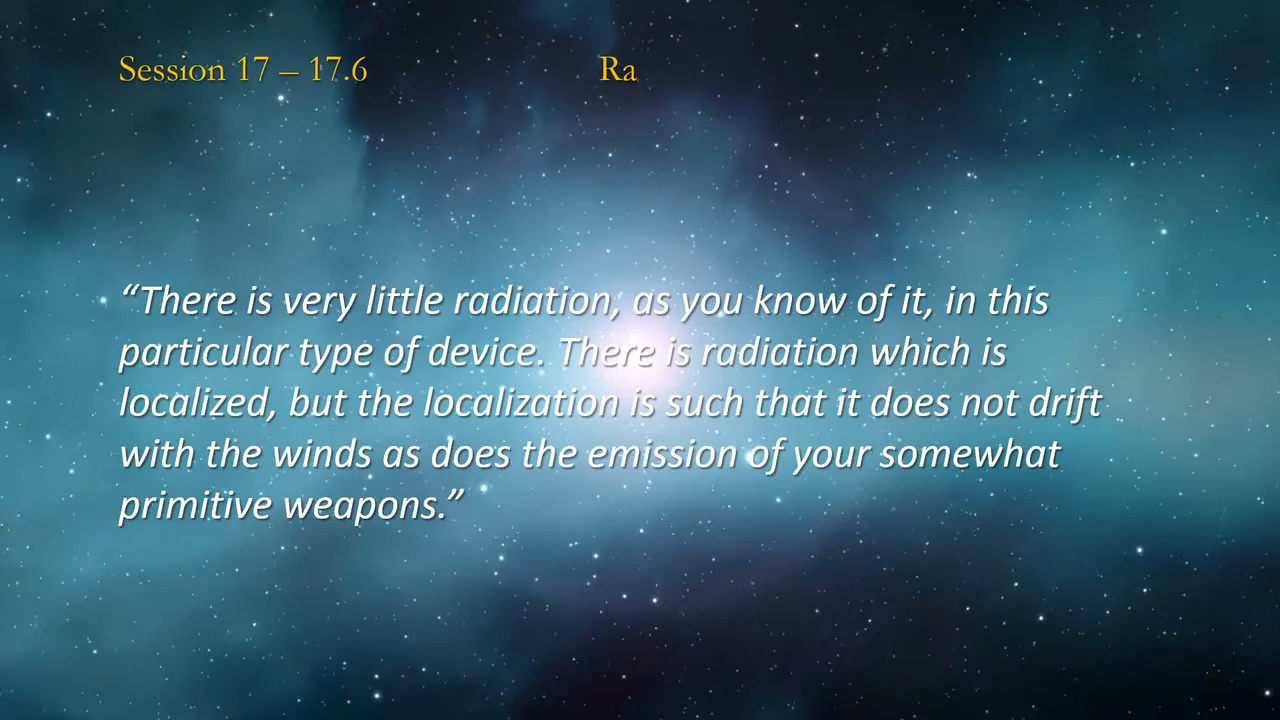 Session 17 – 17.6 Ra
“There is very little radiation, as you know of it, in this
particular type of device. There is radiation which is
localized, but the localization is such that it does not drift
with the winds as does the emission of your somewhat
primitive weapons.”